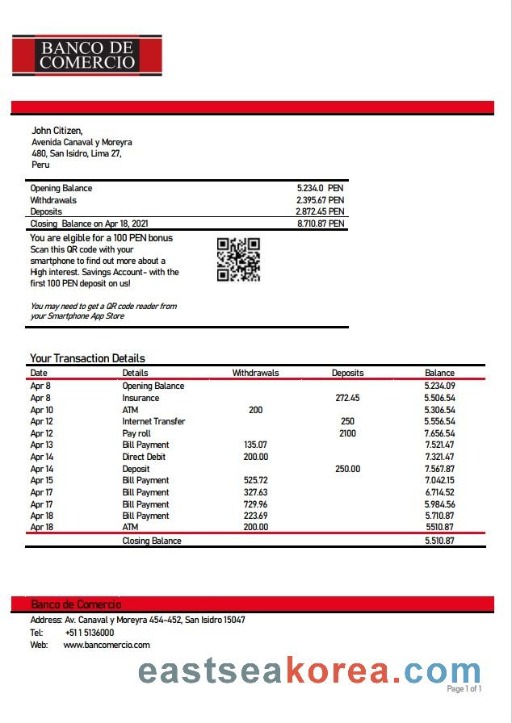 BANCO DE
COMERCIO
John Citizen,
Avenida Canaval y Moreyra
480, San Isidro, Lima 27,
Peru
Opening Balance 5.234.0 PEN
Withdrawals 2.395.67 PEN
Deposits 2.872.45 PEN
Closing Balance on Apr 18, 2021 8.710.87 PEN
You are elgible for a 100 PEN bonus
Scan this QR code with your
smartphone to find out more about a
High interest. Savings Account- with the
first 100 PEN deposit on us!
You may need to get a QR code reader from
your Smartphone App Store
Your Transaction Details
Date Details Withdrawals Deposits Balance
Apr 8 Opening Balance 5.234.09
Apr 8 Insurance 272.45 5.506.54
Apr 10 ATM 200 5.306.54
Apr 12 Internet Transfer 250 5.556.54
Apr 12 Pay roll 2100 7.656.54
Apr 13 Bill Payment 135.07 7.521.47
Apr 14 Direct Debit 200.00 7.321.47
Apr 14 Deposit 250.00 7.567.87
Apr 15 Bill Payment 525.72 7.042.15
Apr 17 Bill Payment 327.63 6.714.52
Apr 17 Bill Payment 729.96 5.984.56
Apr 18 Bill Payment 223.69 5.710.87
Apr 18 ATM 200.00 5510.87
Closing Balance 5.510.87
Banco de Comercio
Address: Av. Canaval y Moreyra 454-452, San Isidro 15047
Tel: +511 5136000
Web: www.bancomercio.com
eastseakorea.com
Page 1 of 1